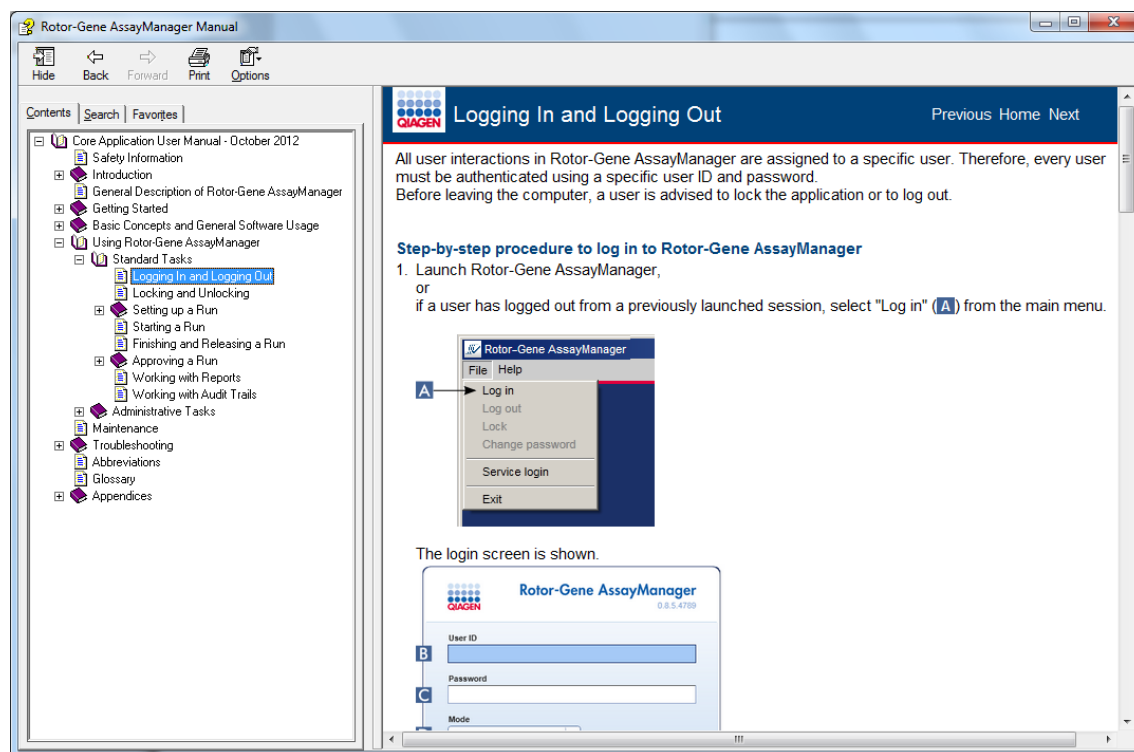 Rotor-Gene AssayManager Manual
Hide Back Forward Print Options
Contents Search Favorites
Core Application User Manual - October 2012
Safety Information
Introduction
General Description of Rotor-Gene AssayManager
Getting Started
Basic Concepts and General Software Usage
Using Rotor-Gene AssayManager
Standard Tasks
Logging In and Logging Out
Locking and Unlocking
Setting up a Run
Starting a Run
Finishing and Releasing a Run
Approving a Run
Working with Reports
Working with Audit Trails
Administrative Tasks
Maintenance
Troubleshooting
Abbreviations
Glossary
Appendices
QIAGEN Logging In and Logging Out Previous Home Next
All user interactions in Rotor-Gene AssayManager are assigned to a specific user. Therefore, every user
must be authenticated using a specific user ID and password.
Before leaving the computer, a user is advised to lock the application or to log out.
Step-by-step procedure to log in to Rotor-Gene AssayManager
1. Launch Rotor-Gene AssayManager,
or
if a user has logged out from a previously launched session, select "Log in" (A) from the main menu.
Rotor-Gene AssayManager
File Help
A Log in
Log out
Lock
Change password
Service login
Exit
The login screen is shown.
QIAGEN Rotor-Gene AssayManager
0.8.5.4789
User ID
B
Password
C
Mode